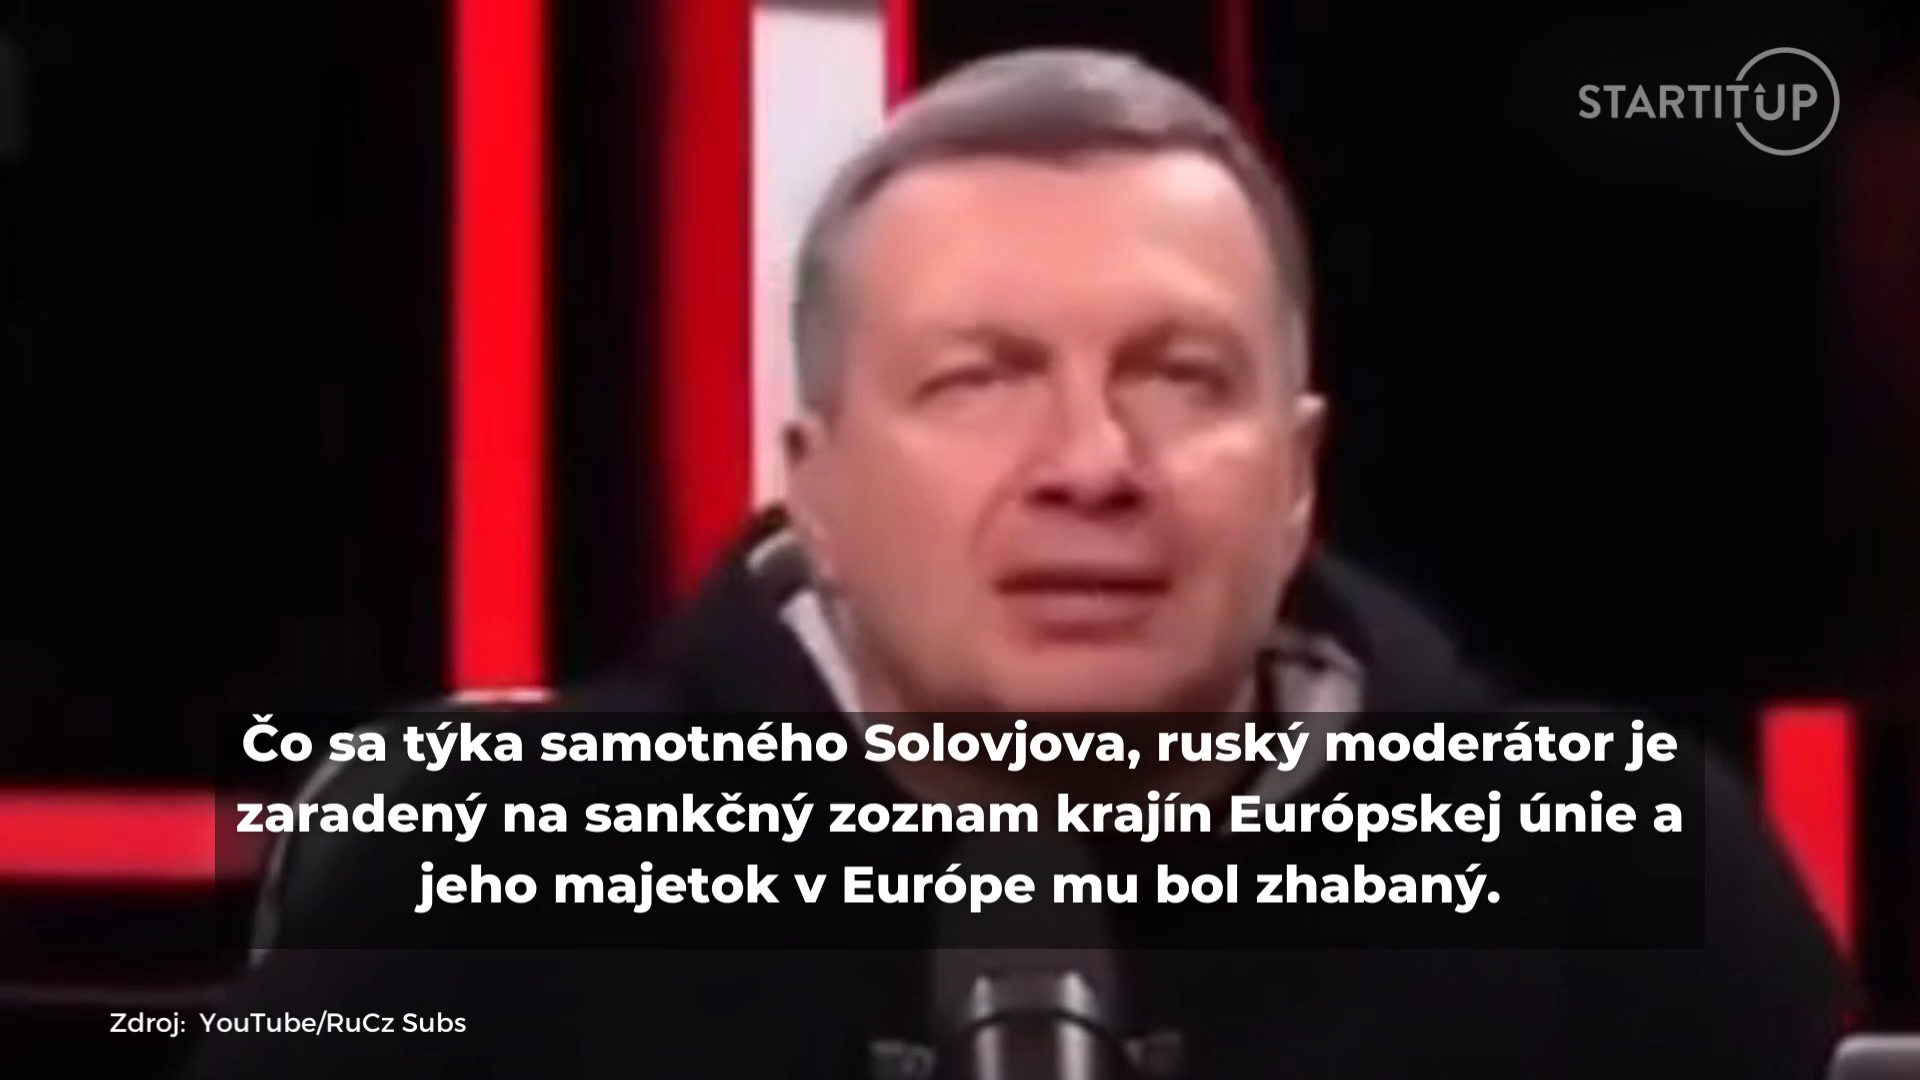 STARTITUP
Čo sa týka samotného Solovjova, ruský moderátor je
zaradený na sankčný zoznam krajín Európskej únie a
jeho majetok v Európe mu bol zhabaný.
Zdroj: YouTube/RuCz Subs